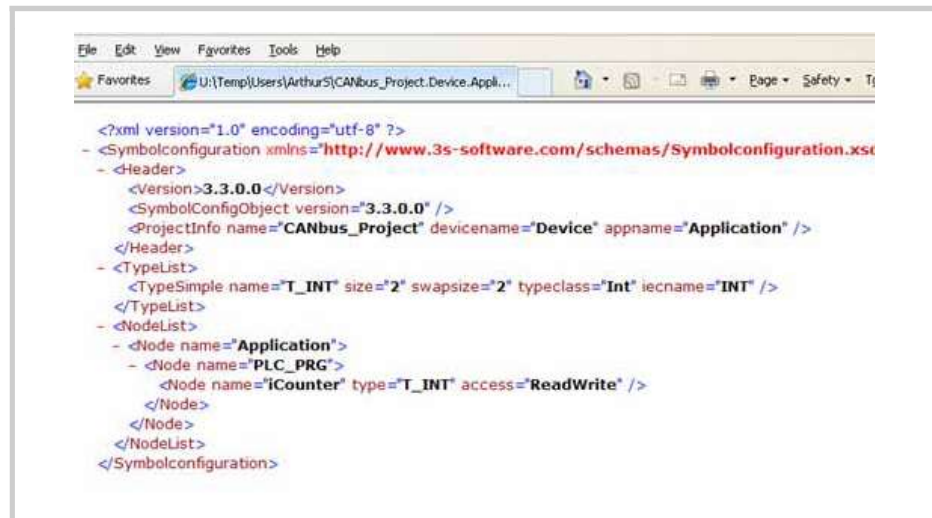 File Edit View Favorites Tools Help
Favorites U:\Temp\Users\ArthurS\CANbus_Project.Device.Appli... Page Safety
<?xml version="1.0" encoding="utf-8" ?>
- <Symbolconfiguration xmlns="http://www.3s-software.com/schemas/Symbolconfiguration.xsd
- <Header>
<Version>3.3.0.0</Version>
<SymbolConfigObject version="3.3.0.0" />
<ProjectInfo name="CANbus_Project" devicename="Device" appname="Application" />
</Header>
- <TypeList>
<TypeSimple name="T_INT" size="2" swapsize="2" typeclass="Int" iecname="INT" />
</TypeList>
- <NodeList>
- <Node name="Application">
- <Node name="PLC_PRG">
<Node name="iCounter" type="T_INT" access="ReadWrite" />
</Node>
</Node>
</NodeList>
</Symbolconfiguration>